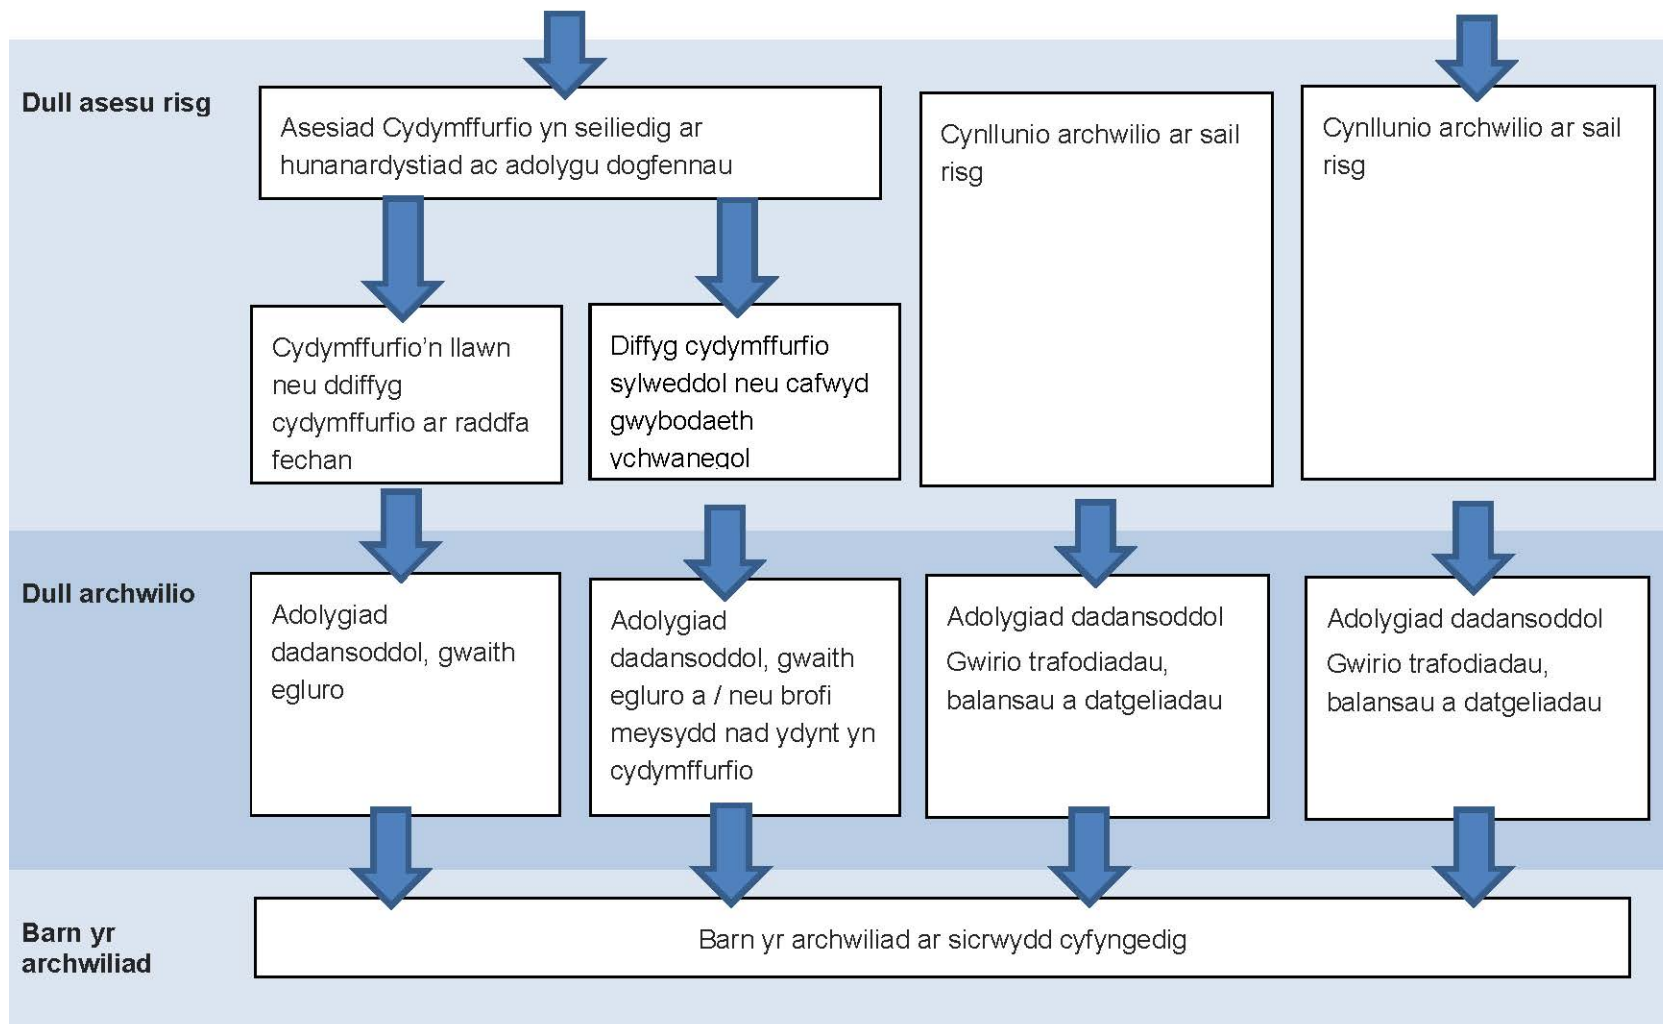 Dull asesu risg
Asesiad Cydymffurfio yn seiliedig ar
hunanardystiad ac adolygu dogfennau
Cynllunio archwilio ar sail
risg
Cynllunio archwilio ar sail
risg
Cydymffurfio'n llawn
neu ddiffyg
cydymffurfio ar raddfa
fechan
Diffyg cydymffurfio
sylweddol neu cafwyd
gwybodaeth
ychwanegol
Dull archwilio
Adolygiad
dadansoddol, gwaith
egluro
Adolygiad
dadansoddol, gwaith
egluro a / neu brofi
meysydd nad ydynt yn
cydymffurfio
Adolygiad dadansoddol
Gwirio trafodiadau,
balansau a datgeliadau
Adolygiad dadansoddol
Gwirio trafodiadau,
balansau a datgeliadau
Barn yr
archwiliad
Barn yr archwiliad ar sicrwydd cyfyngedig